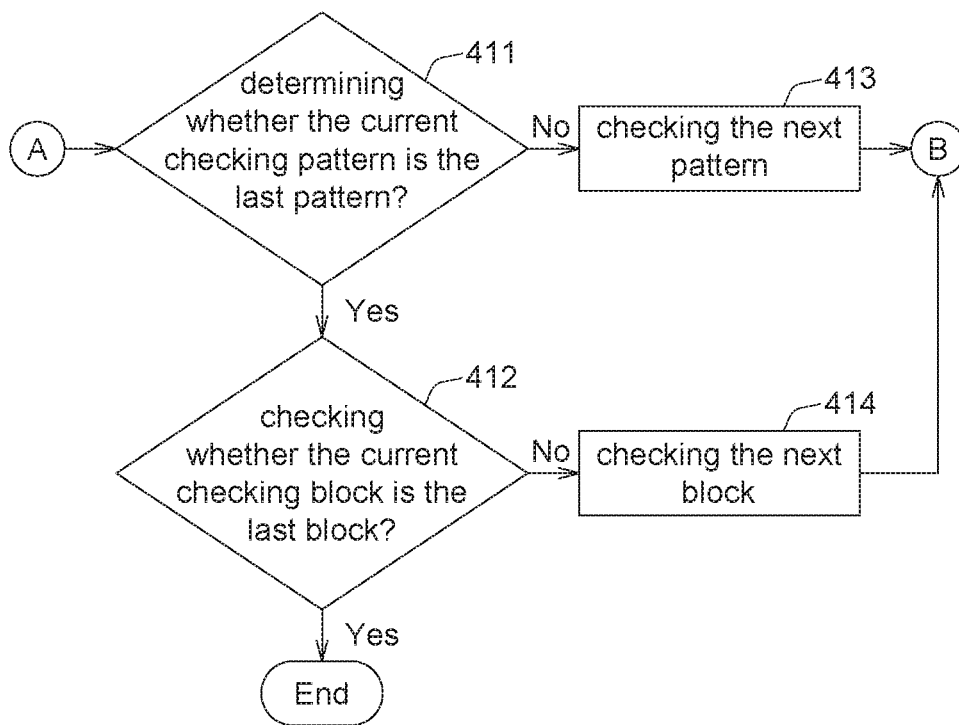 411
determining
whether the current
checking pattern is the
last pattern?
A
No
413
checking the next
pattern
B
Yes
412
checking
whether the current
checking block is the
last block?
No
414
checking the next
block
Yes
End